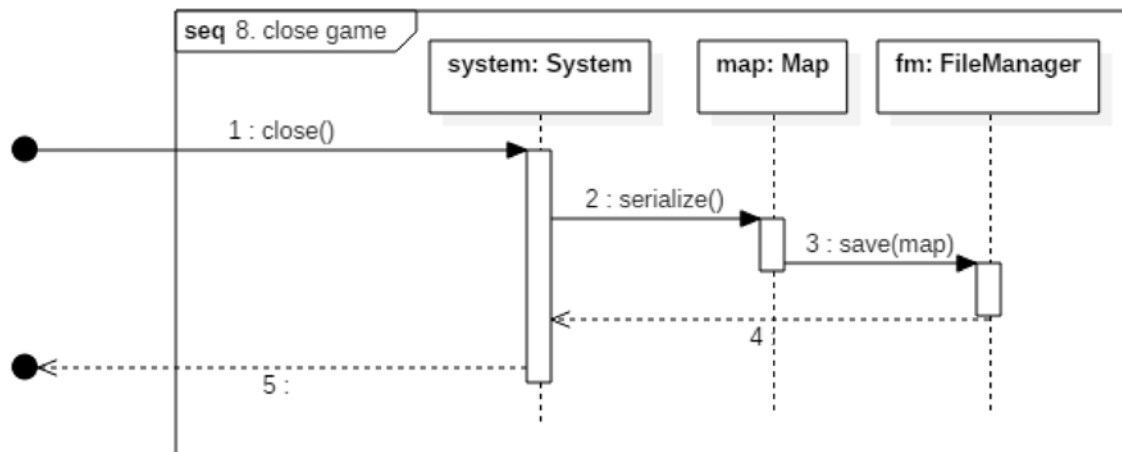 seq 8. close game
system: System
map: Map
fm: FileManager
1 : close()
2 : serialize()
3 : save(map)
4
5 :